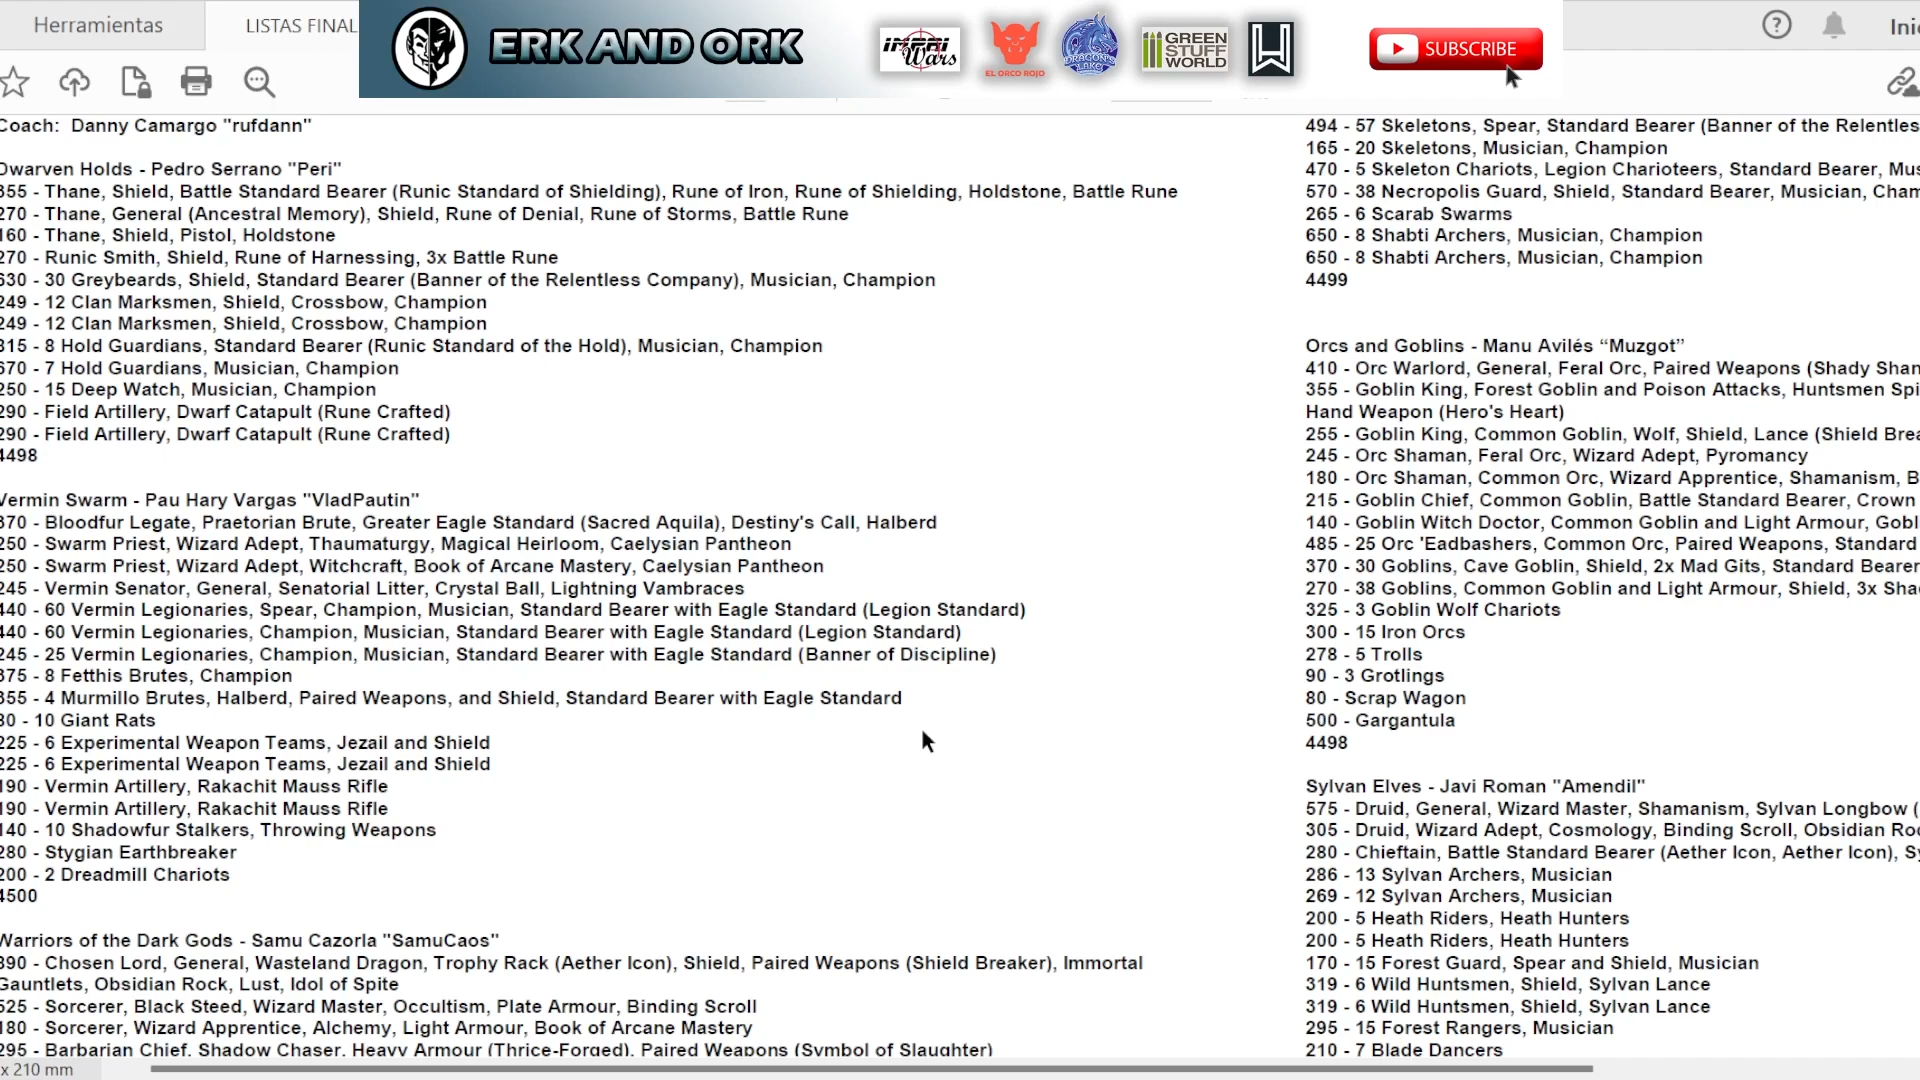 Herramientas
LISTAS FINAL
ERK AND ORK
IMPRI Wars
EL ORCO ROJO
DRAGON'S LAKE
GREEN STUFF WORLD
SUBSCRIBE
Coach: Danny Camargo "rufdann"
Dwarven Holds - Pedro Serrano "Peri"
355 - Thane, Shield, Battle Standard Bearer (Runic Standard of Shielding), Rune of Iron, Rune of Shielding, Holdstone, Battle Rune
270 - Thane, General (Ancestral Memory), Shield, Rune of Denial, Rune of Storms, Battle Rune
160 - Thane, Shield, Pistol, Holdstone
270 - Runic Smith, Shield, Rune of Harnessing, 3x Battle Rune
630 - 30 Greybeards, Shield, Standard Bearer (Banner of the Relentless Company), Musician, Champion
249 - 12 Clan Marksmen, Shield, Crossbow, Champion
249 - 12 Clan Marksmen, Shield, Crossbow, Champion
815 - 8 Hold Guardians, Standard Bearer (Runic Standard of the Hold), Musician, Champion
670 - 7 Hold Guardians, Musician, Champion
250 - 15 Deep Watch, Musician, Champion
290 - Field Artillery, Dwarf Catapult (Rune Crafted)
290 - Field Artillery, Dwarf Catapult (Rune Crafted)
4498
Vermin Swarm - Pau Hary Vargas "VladPautin"
370 - Bloodfur Legate, Praetorian Brute, Greater Eagle Standard (Sacred Aquila), Destiny's Call, Halberd
250 - Swarm Priest, Wizard Adept, Thaumaturgy, Magical Heirloom, Caelysian Pantheon
250 - Swarm Priest, Wizard Adept, Witchcraft, Book of Arcane Mastery, Caelysian Pantheon
245 - Vermin Senator, General, Senatorial Litter, Crystal Ball, Lightning Vambraces
440 - 60 Vermin Legionaries, Spear, Champion, Musician, Standard Bearer with Eagle Standard (Legion Standard)
440 - 60 Vermin Legionaries, Champion, Musician, Standard Bearer with Eagle Standard (Legion Standard)
245 - 25 Vermin Legionaries, Champion, Musician, Standard Bearer with Eagle Standard (Banner of Discipline)
375 - 8 Fetthis Brutes, Champion
355 - 4 Murmillo Brutes, Halberd, Paired Weapons, and Shield, Standard Bearer with Eagle Standard
80 - 10 Giant Rats
225 - 6 Experimental Weapon Teams, Jezail and Shield
225 - 6 Experimental Weapon Teams, Jezail and Shield
190 - Vermin Artillery, Rakachit Mauss Rifle
190 - Vermin Artillery, Rakachit Mauss Rifle
140 - 10 Shadowfur Stalkers, Throwing Weapons
280 - Stygian Earthbreaker
200 - 2 Dreadmill Chariots
4500
Warriors of the Dark Gods - Samu Cazorla "SamuCaos"
890 - Chosen Lord, General, Wasteland Dragon, Trophy Rack (Aether Icon), Shield, Paired Weapons (Shield Breaker), Immortal
Gauntlets, Obsidian Rock, Lust, Idol of Spite
525 - Sorcerer, Black Steed, Wizard Master, Occultism, Plate Armour, Binding Scroll
180 - Sorcerer, Wizard Apprentice, Alchemy, Light Armour, Book of Arcane Mastery
295 - Barbarian Chief, Shadow Chaser, Heavy Armour (Thrice-Forged), Paired Weapons (Symbol of Slaughter)
x 210 mm
494 - 57 Skeletons, Spear, Standard Bearer (Banner of the Relentles
165 - 20 Skeletons, Musician, Champion
470 - 5 Skeleton Chariots, Legion Charioteers, Standard Bearer, Mus
570 - 38 Necropolis Guard, Shield, Standard Bearer, Musician, Cham
265 - 6 Scarab Swarms
650 - 8 Shabti Archers, Musician, Champion
650 - 8 Shabti Archers, Musician, Champion
4499
Orcs and Goblins - Manu Avilés “Muzgot”
410 - Orc Warlord, General, Feral Orc, Paired Weapons (Shady Shan
355 - Goblin King, Forest Goblin and Poison Attacks, Huntsmen Spi
Hand Weapon (Hero's Heart)
255 - Goblin King, Common Goblin, Wolf, Shield, Lance (Shield Brea
245 - Orc Shaman, Feral Orc, Wizard Adept, Pyromancy
180 - Orc Shaman, Common Orc, Wizard Apprentice, Shamanism, B
215 - Goblin Chief, Common Goblin, Battle Standard Bearer, Crown
140 - Goblin Witch Doctor, Common Goblin and Light Armour, Gobl
485 - 25 Orc 'Eadbashers, Common Orc, Paired Weapons, Standard
370 - 30 Goblins, Cave Goblin, Shield, 2x Mad Gits, Standard Bearer
270 - 38 Goblins, Common Goblin and Light Armour, Shield, 3x Sha
325 - 3 Goblin Wolf Chariots
300 - 15 Iron Orcs
278 - 5 Trolls
90 - 3 Grotlings
80 - Scrap Wagon
500 - Gargantula
4498
Sylvan Elves - Javi Roman "Amendil"
575 - Druid, General, Wizard Master, Shamanism, Sylvan Longbow (
305 - Druid, Wizard Adept, Cosmology, Binding Scroll, Obsidian Roc
280 - Chieftain, Battle Standard Bearer (Aether Icon, Aether Icon), Sy
286 - 13 Sylvan Archers, Musician
269 - 12 Sylvan Archers, Musician
200 - 5 Heath Riders, Heath Hunters
200 - 5 Heath Riders, Heath Hunters
170 - 15 Forest Guard, Spear and Shield, Musician
319 - 6 Wild Huntsmen, Shield, Sylvan Lance
319 - 6 Wild Huntsmen, Shield, Sylvan Lance
295 - 15 Forest Rangers, Musician
210 - 7 Blade Dancers
Inic